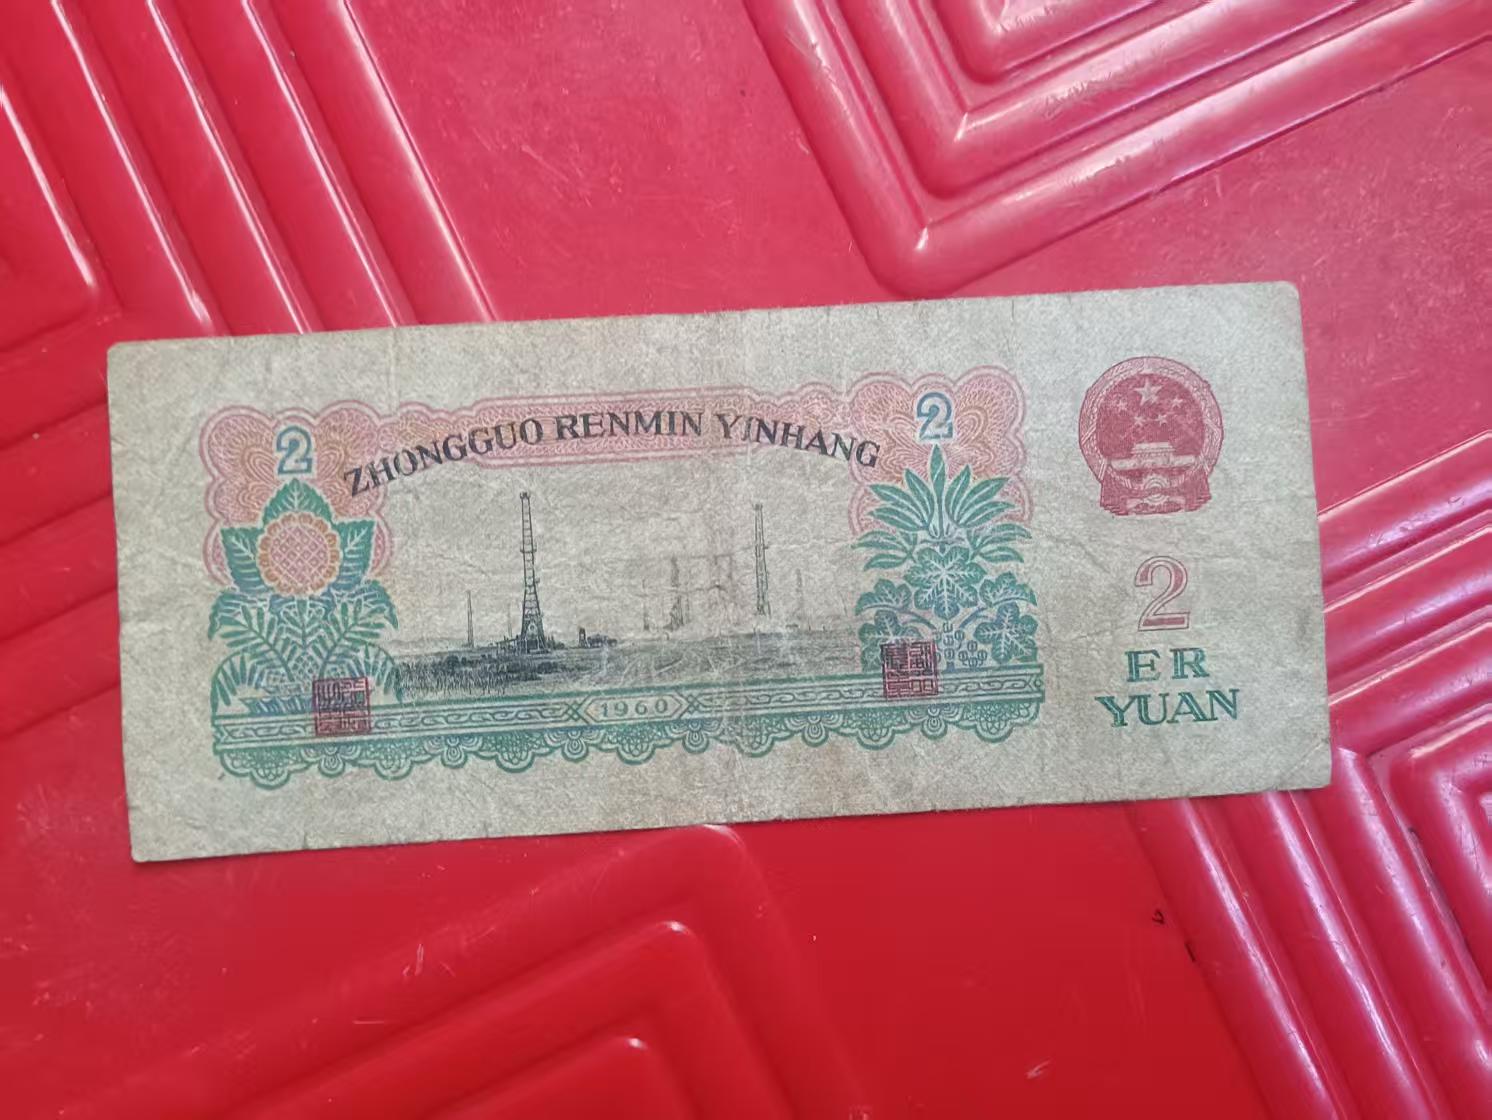 2
2
ZHONGGUO RENMIN YINHANG
1960
2
ER
YUAN